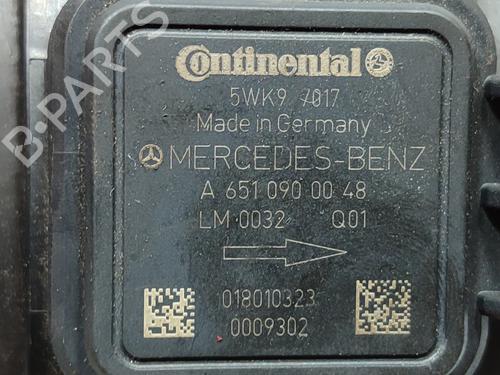 Continental
5WK9 7017
Made in Germany
MERCEDES-BENZ
A 651 090 00 48
LM 0032 Q01
018010323
0009302
B-PARTS